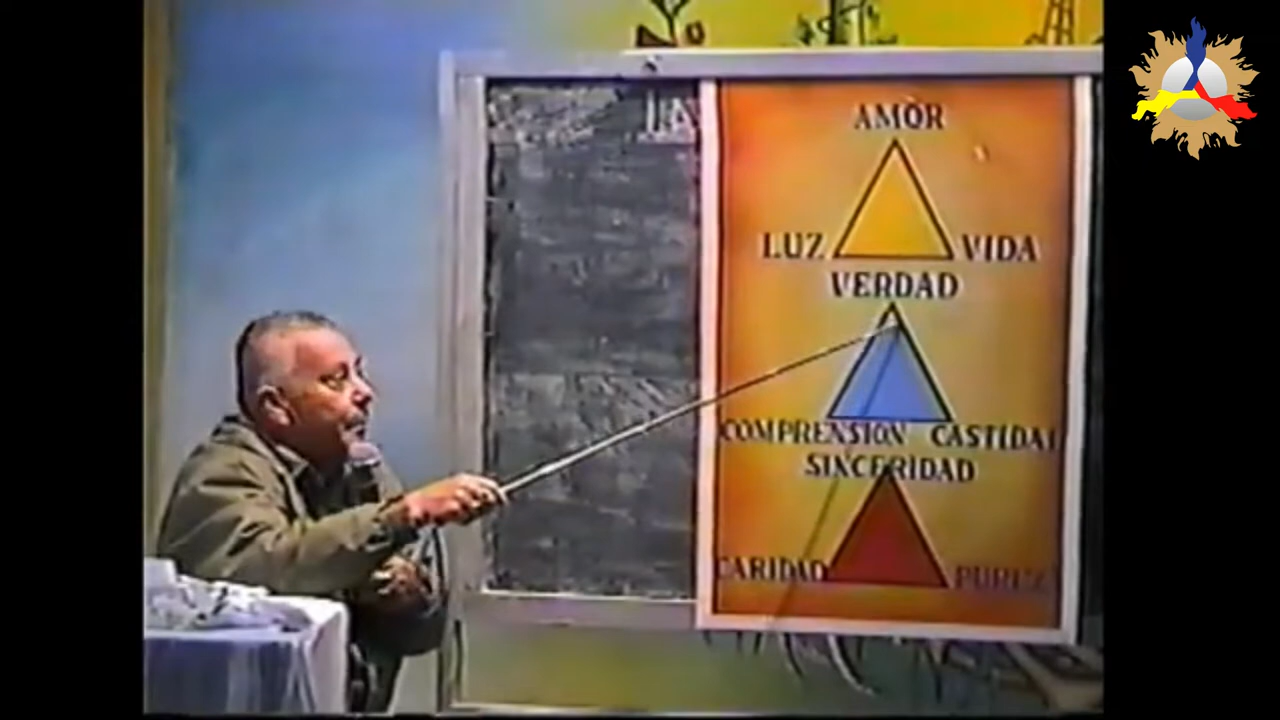 AMOR
LUZ VIDA
VERDAD
COMPRENSION CASTIDA
SINCERIDAD
CARIDAD PUREZ